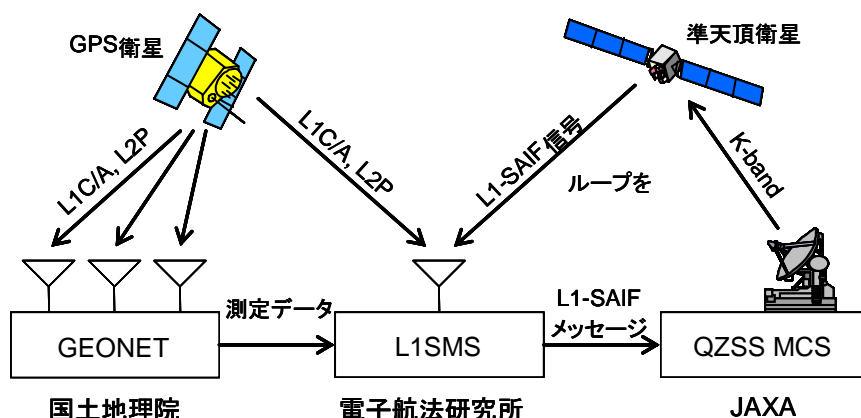 GPS衛星
準天頂衛星
L1C/A, L2P
L1C/A, L2P
L1-SAIF信号
ループを
K-band
測定データ
L1-SAIF
メッセージ
GEONET
L1SMS
QZSS MCS
国土地理院
電子航法研究所
JAXA